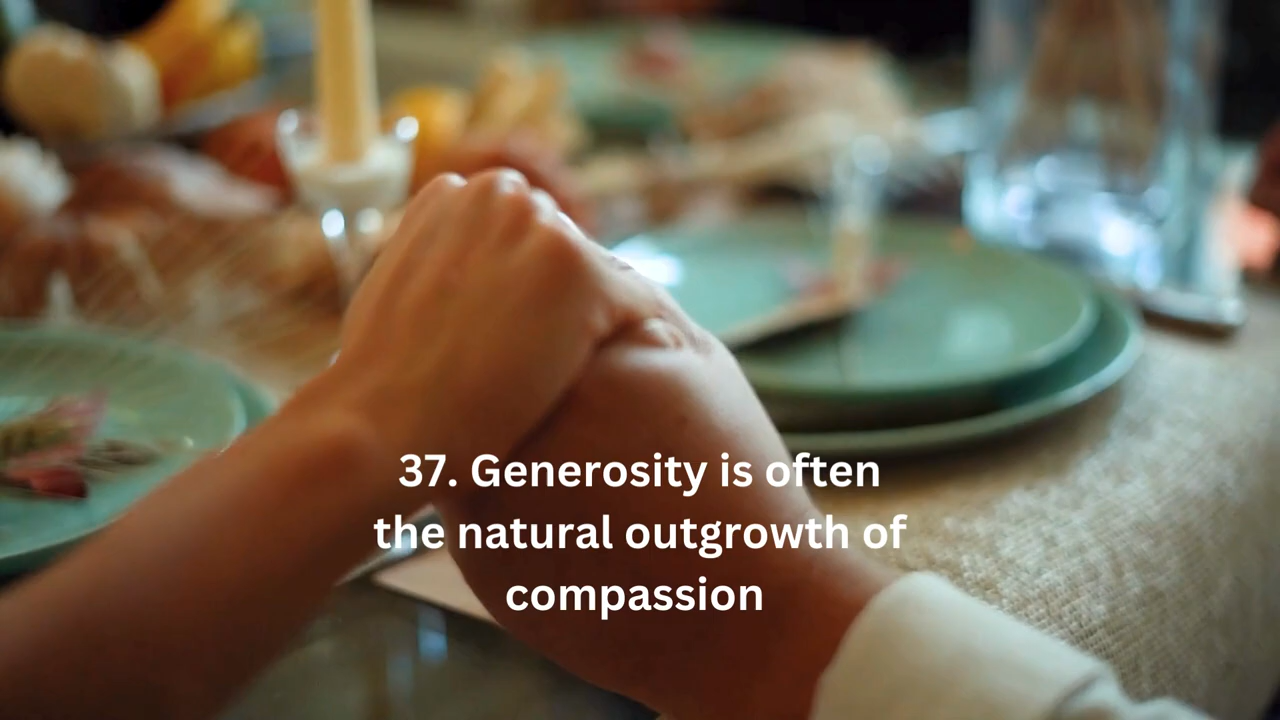 37. Generosity is often
the natural outgrowth of
compassion